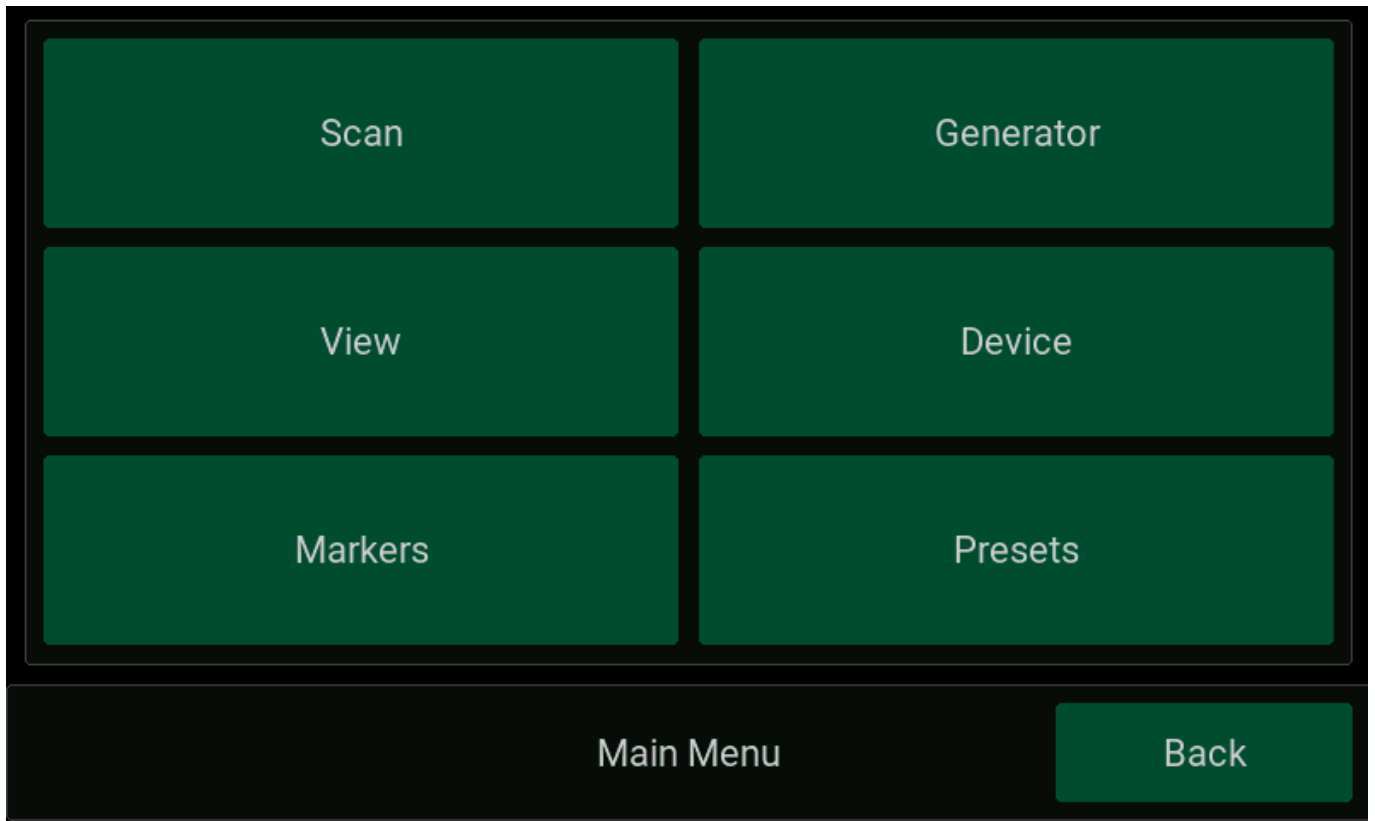 Scan
Generator
View
Device
Markers
Presets
Main Menu
Back